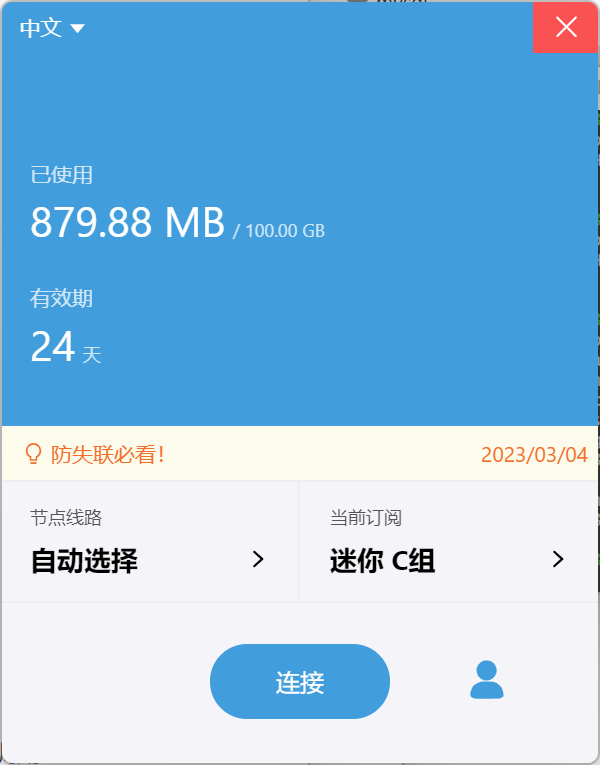 中文
已使用
879.88 MB / 100.00 GB
有效期
24 天
防失联必看！ 2023/03/04
节点线路 当前订阅
自动选择 迷你 C组
连接